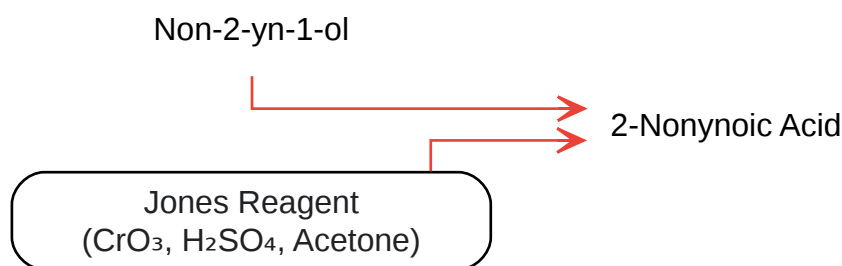 Non-2-yn-1-ol
2-Nonynoic Acid
Jones Reagent
(CrO₃, H₂SO₄, Acetone)